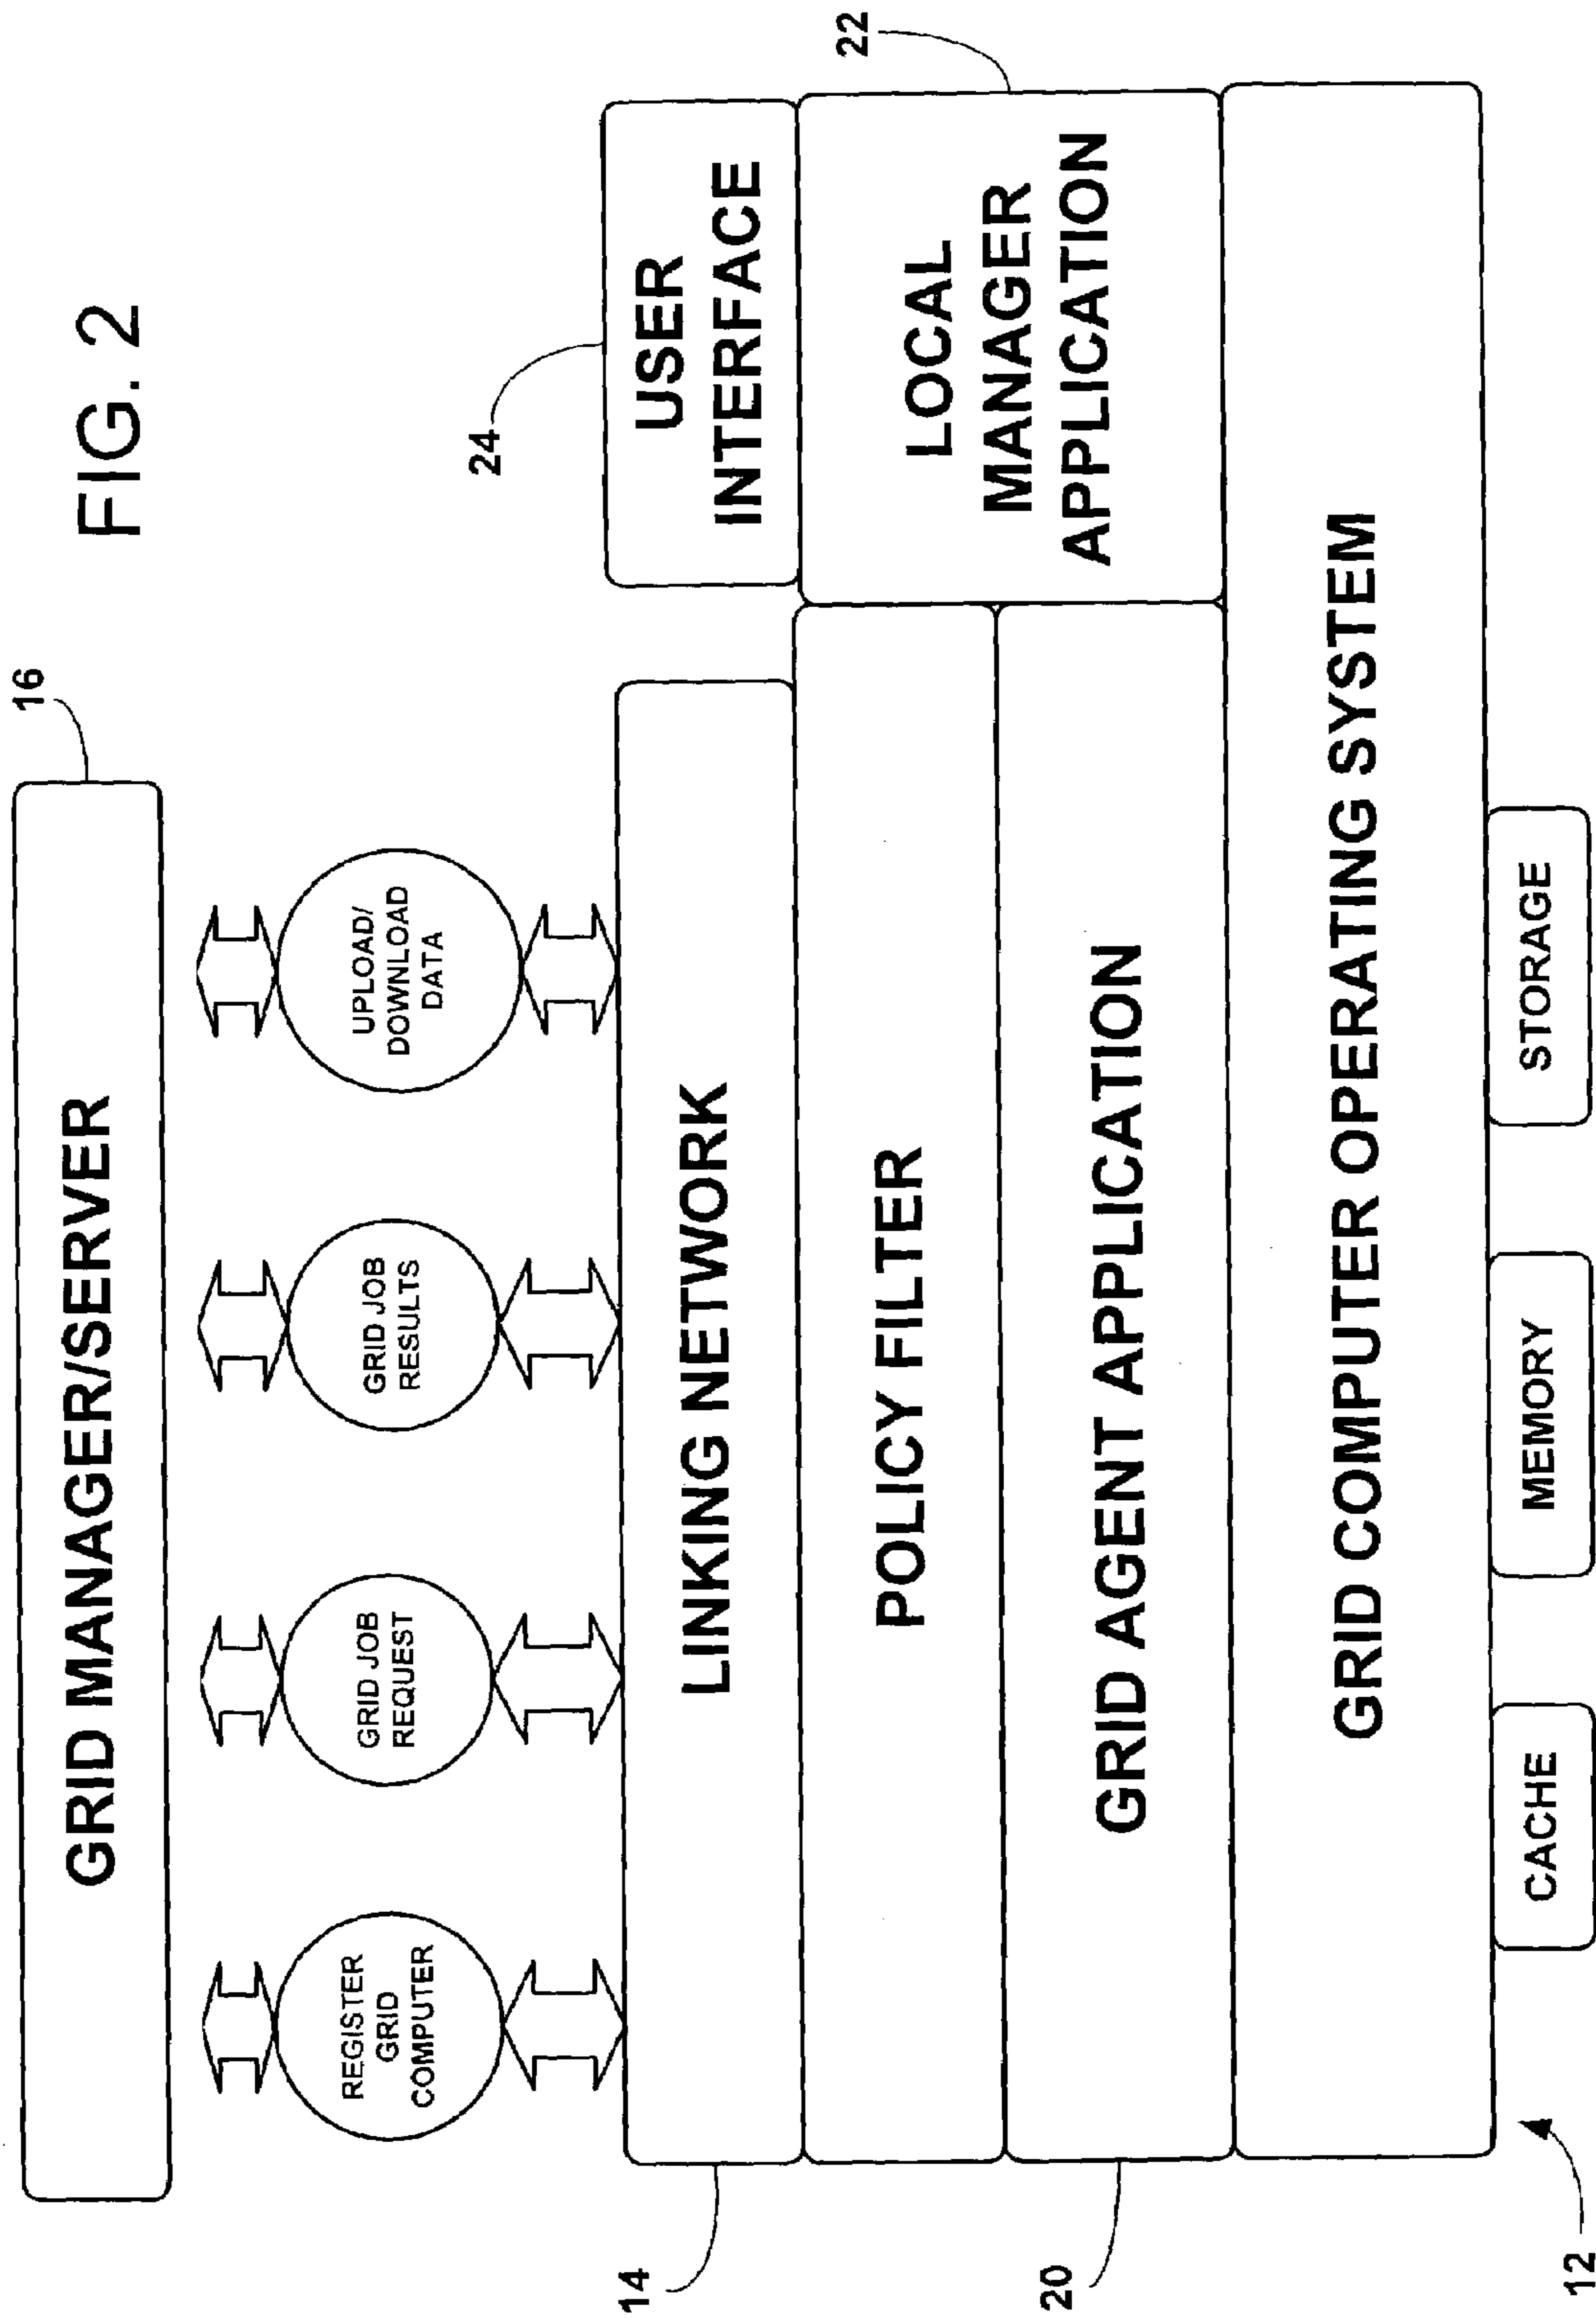 FIG. 2
16
GRID MANAGER/SERVER
REGISTER
GRID
COMPUTER
GRID JOB
REQUEST
GRID JOB
RESULTS
UPLOAD/
DOWNLOAD
DATA
24
USER
INTERFACE
14
LINKING NETWORK
22
POLICY FILTER
LOCAL
MANAGER
APPLICATION
20
GRID AGENT APPLICATION
GRID COMPUTER OPERATING SYSTEM
12
CACHE
MEMORY
STORAGE